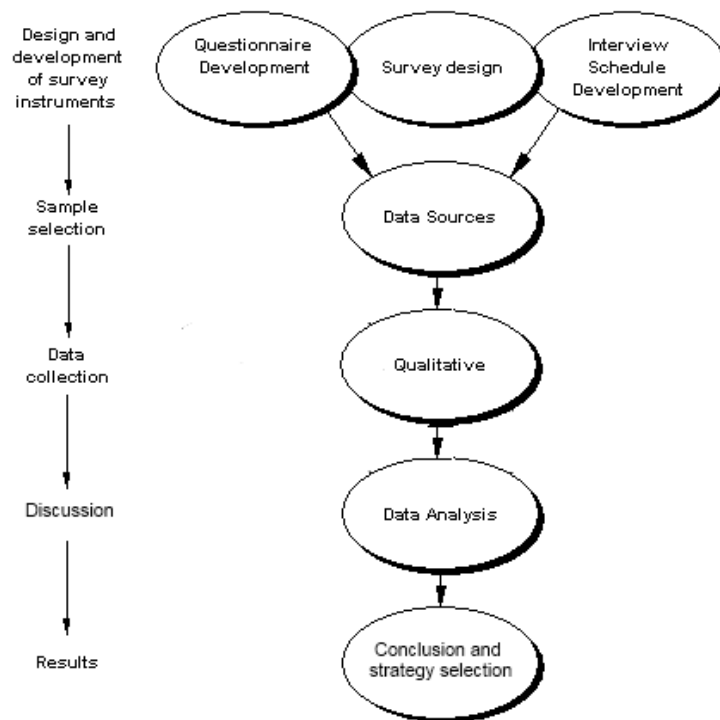 Design and
development
of survey
instruments
Questionnaire
Development
Survey design
Interview
Schedule
Development
Sample
selection
Data Sources
Data
collection
Qualitative
Discussion
Data Analysis
Results
Conclusion and
strategy selection